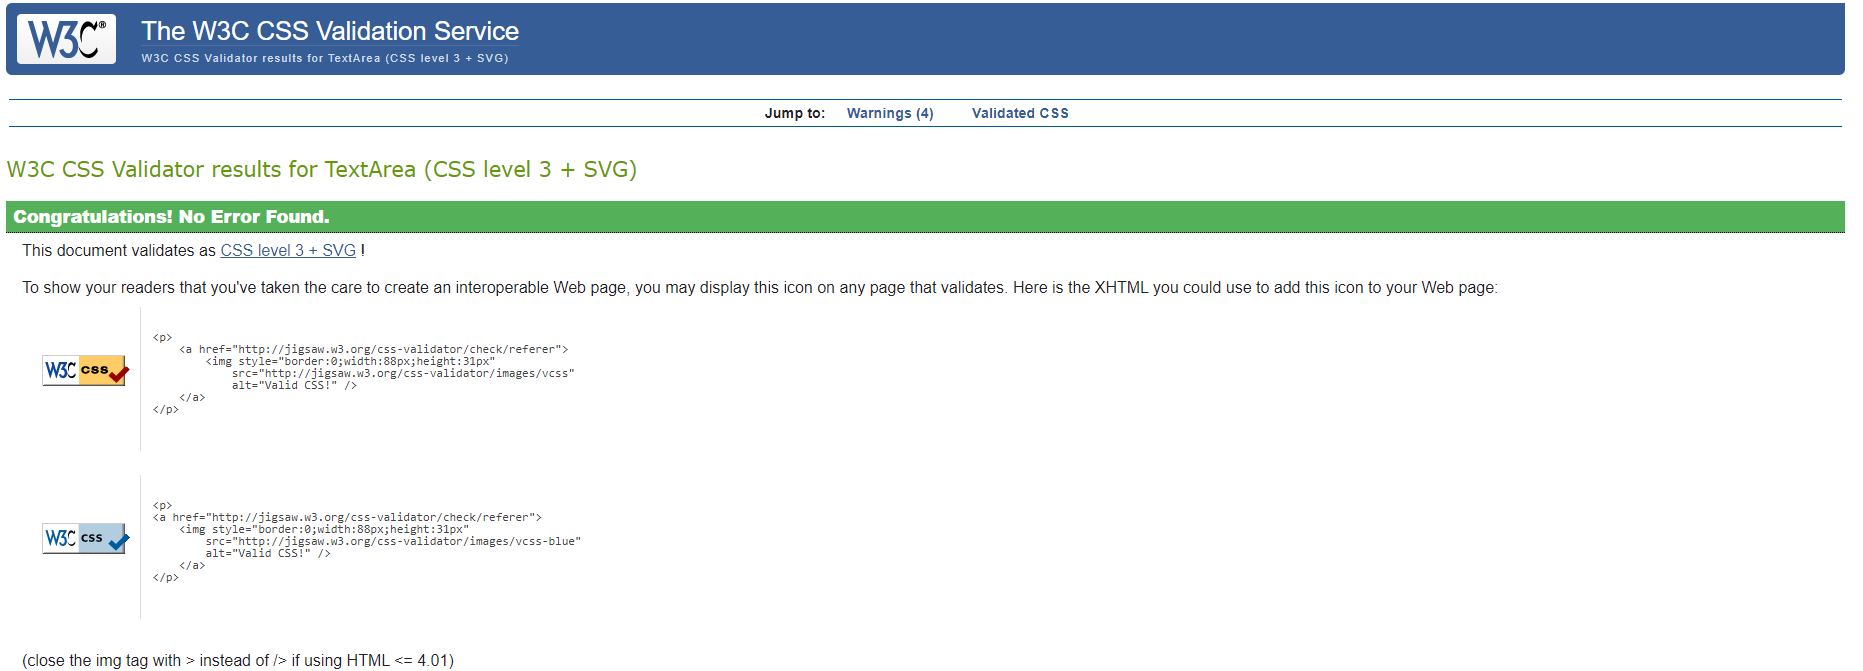 W3C®
The W3C CSS Validation Service
W3C CSS Validator results for TextArea (CSS level 3 + SVG)
Jump to: Warnings (4) Validated CSS
W3C CSS Validator results for TextArea (CSS level 3 + SVG)
Congratulations! No Error Found.
This document validates as CSS level 3 + SVG !
To show your readers that you've taken the care to create an interoperable Web page, you may display this icon on any page that validates. Here is the XHTML you could use to add this icon to your Web page:
W3C css
<p>
    <a href="http://jigsaw.w3.org/css-validator/check/referer">
        <img style="border:0;width:88px;height:31px"
            src="http://jigsaw.w3.org/css-validator/images/vcss"
            alt="Valid CSS!" />
    </a>
</p>
W3C css
<p>
<a href="http://jigsaw.w3.org/css-validator/check/referer">
    <img style="border:0;width:88px;height:31px"
        src="http://jigsaw.w3.org/css-validator/images/vcss-blue"
        alt="Valid CSS!" />
    </a>
</p>
(close the img tag with > instead of /> if using HTML <= 4.01)